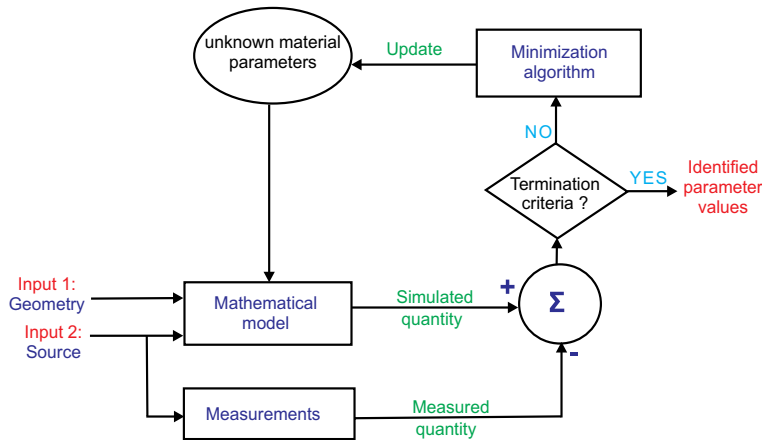 unknown material
parameters
Update
Minimization
algorithm
NO
Termination
criteria ?
YES
Identified
parameter
values
Input 1:
Geometry
Input 2:
Source
Mathematical
model
Simulated
quantity
+
Σ
-
Measurements
Measured
quantity